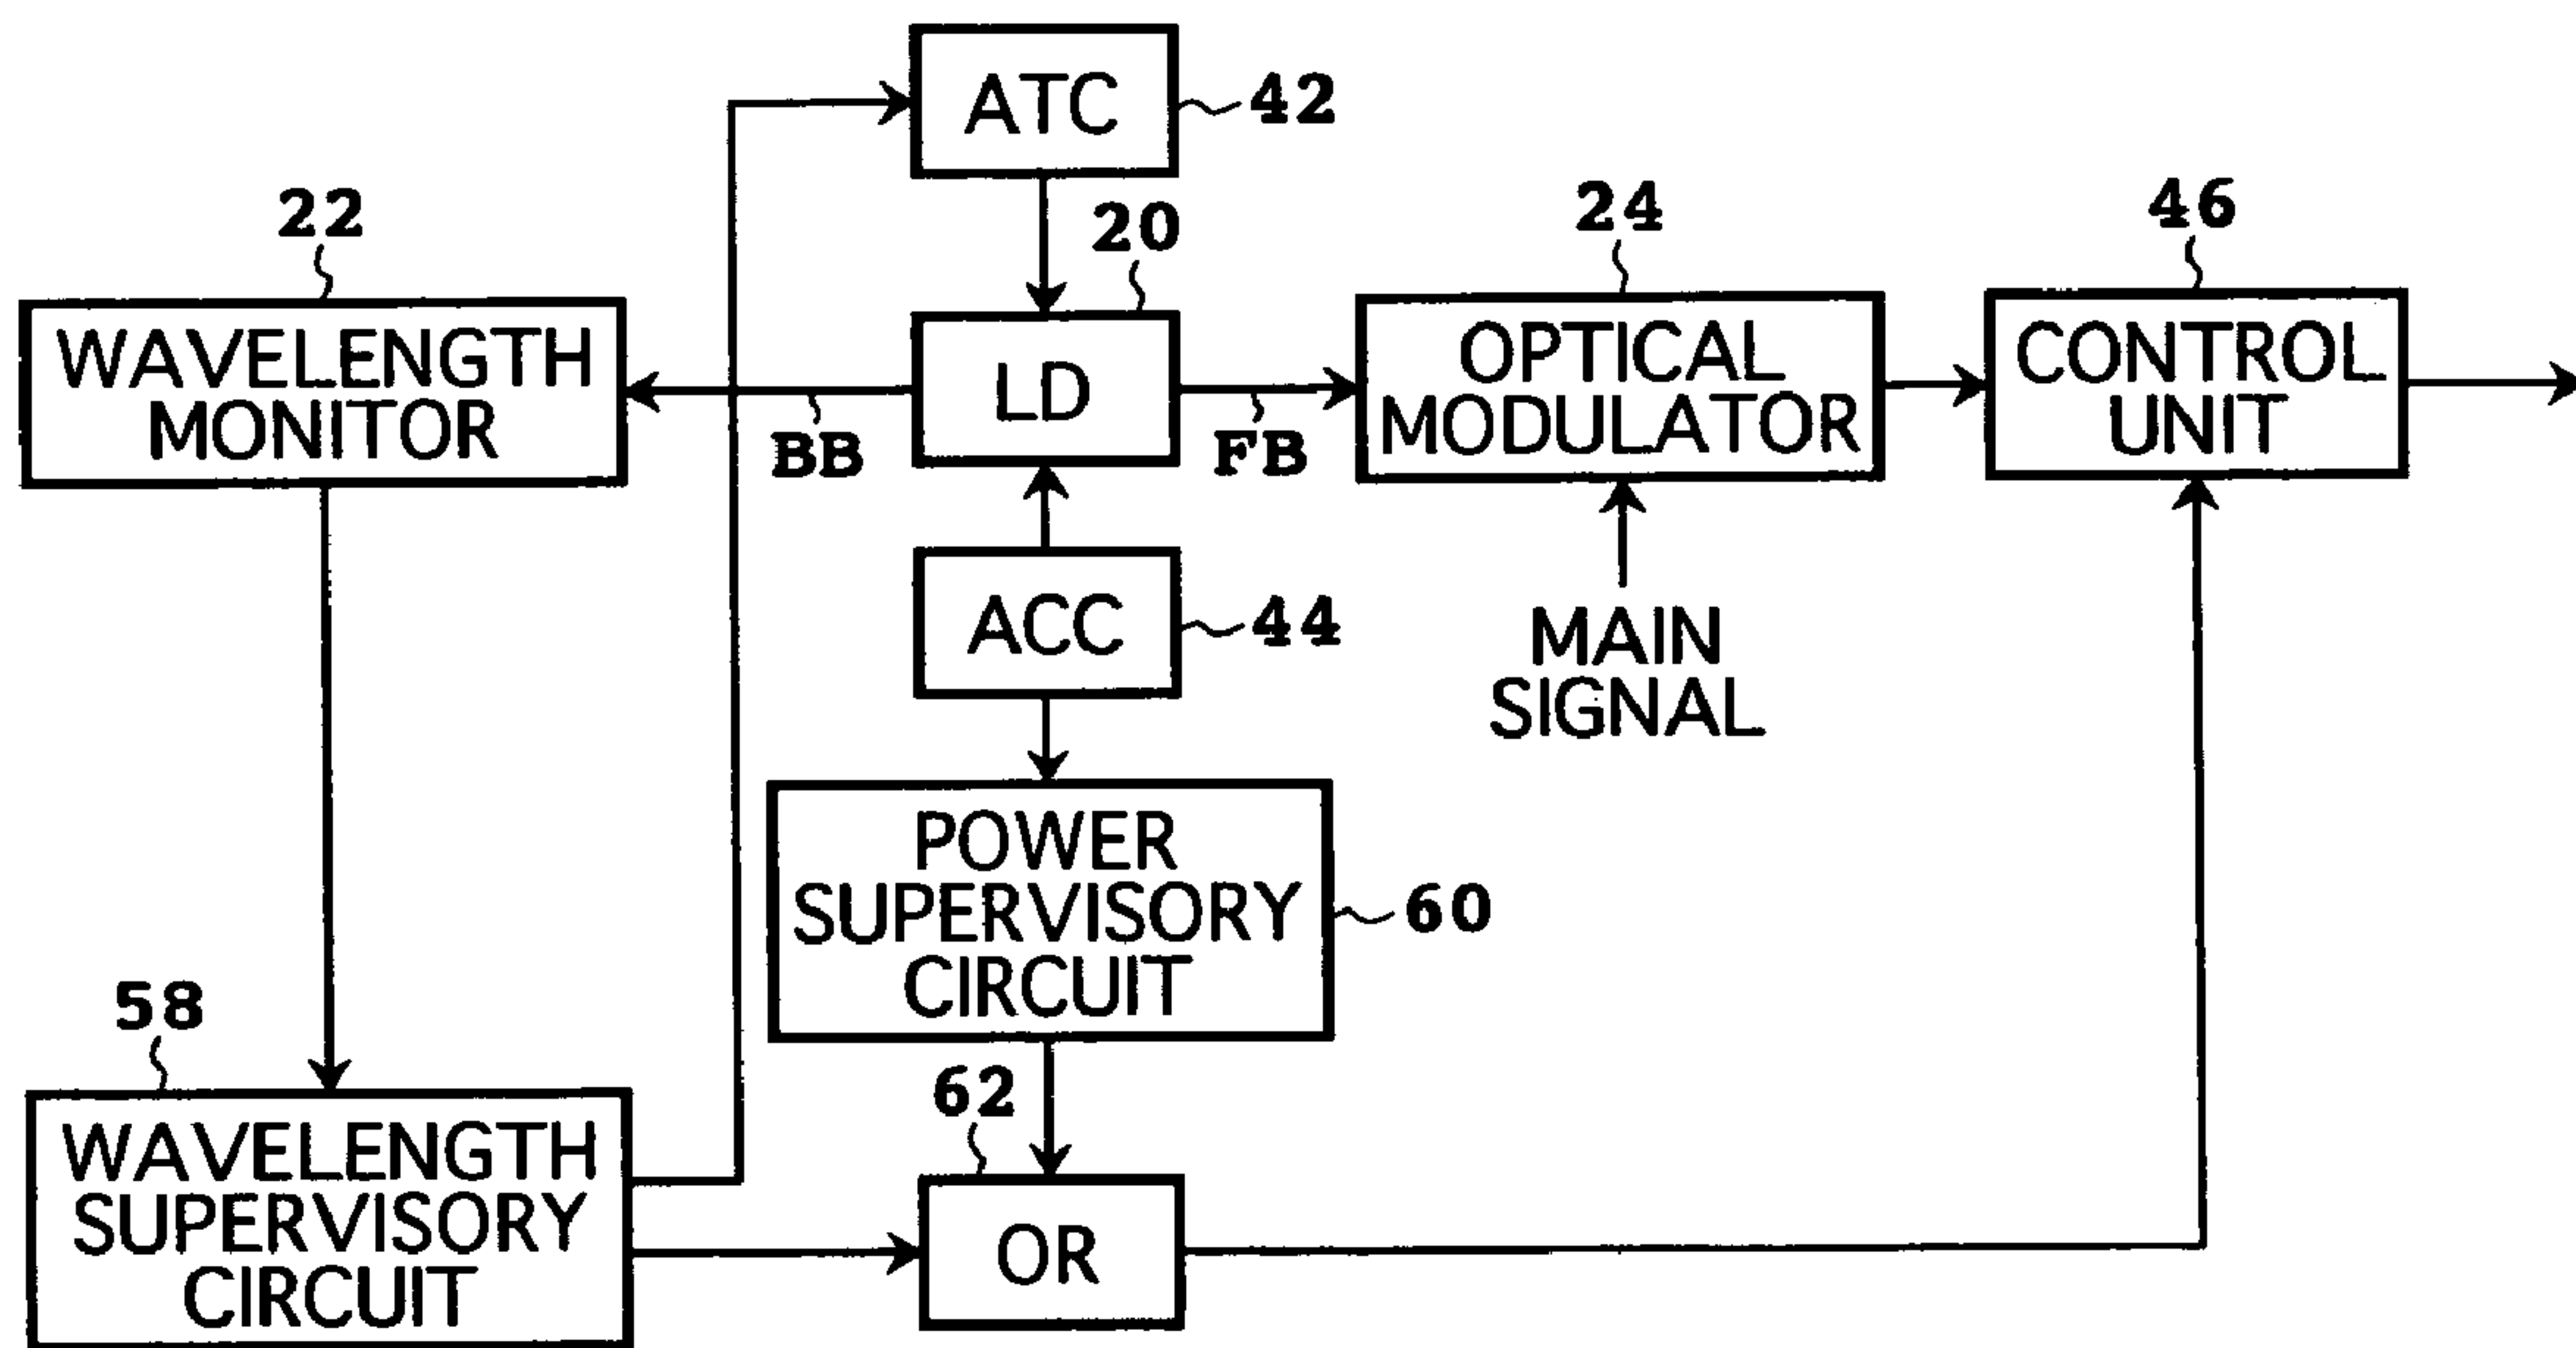 ATC
42
22
20
24
46
WAVELENGTH
MONITOR
BB
LD
FB
OPTICAL
MODULATOR
CONTROL
UNIT
ACC
44
MAIN
SIGNAL
POWER
SUPERVISORY
CIRCUIT
60
58
62
WAVELENGTH
SUPERVISORY
CIRCUIT
OR